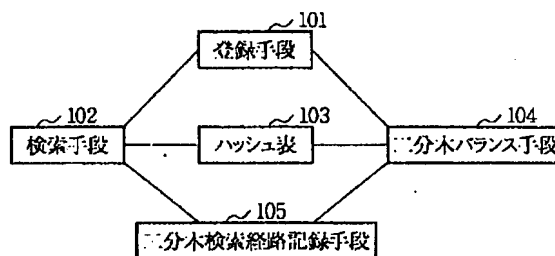 101
登録手段
102
検索手段
103
ハッシュ表
104
二分木バランス手段
105
二分木検索経路記録手段